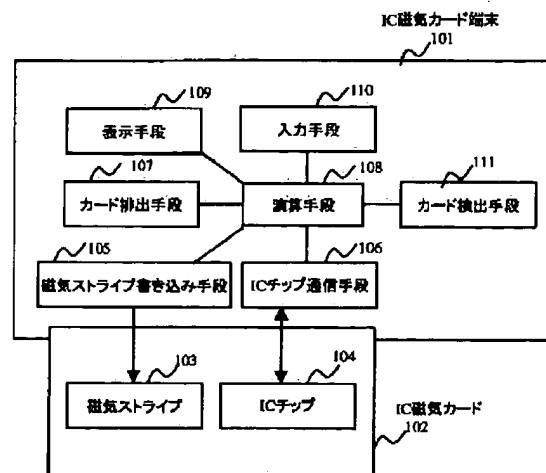 IC磁気カード端末
101
109
表示手段
110
入力手段
107
カード排出手段
108
演算手段
111
カード検出手段
105
磁気ストライプ書き込み手段
106
ICチップ通信手段
103
磁気ストライプ
104
ICチップ
IC磁気カード
102